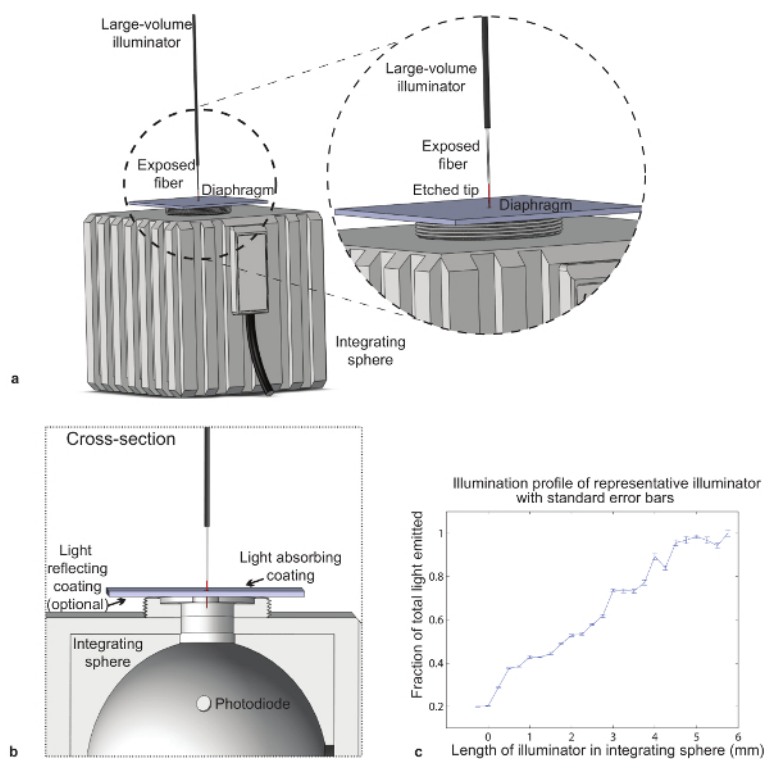 Large-volume
illuminator
Exposed
fiber
Diaphragm
Large-volume
illuminator
Exposed
fiber
Etched tip
Diaphragm
Integrating
sphere
a
Cross-section
Light
reflecting
coating
(optional)
Light absorbing
coating
Integrating
sphere
Photodiode
b
Illumination profile of representative illuminator
with standard error bars
Fraction of total light emitted
1
0.8
0.6
0.4
0.2
0 1 2 3 4 5 6
Length of illuminator in integrating sphere (mm)
c